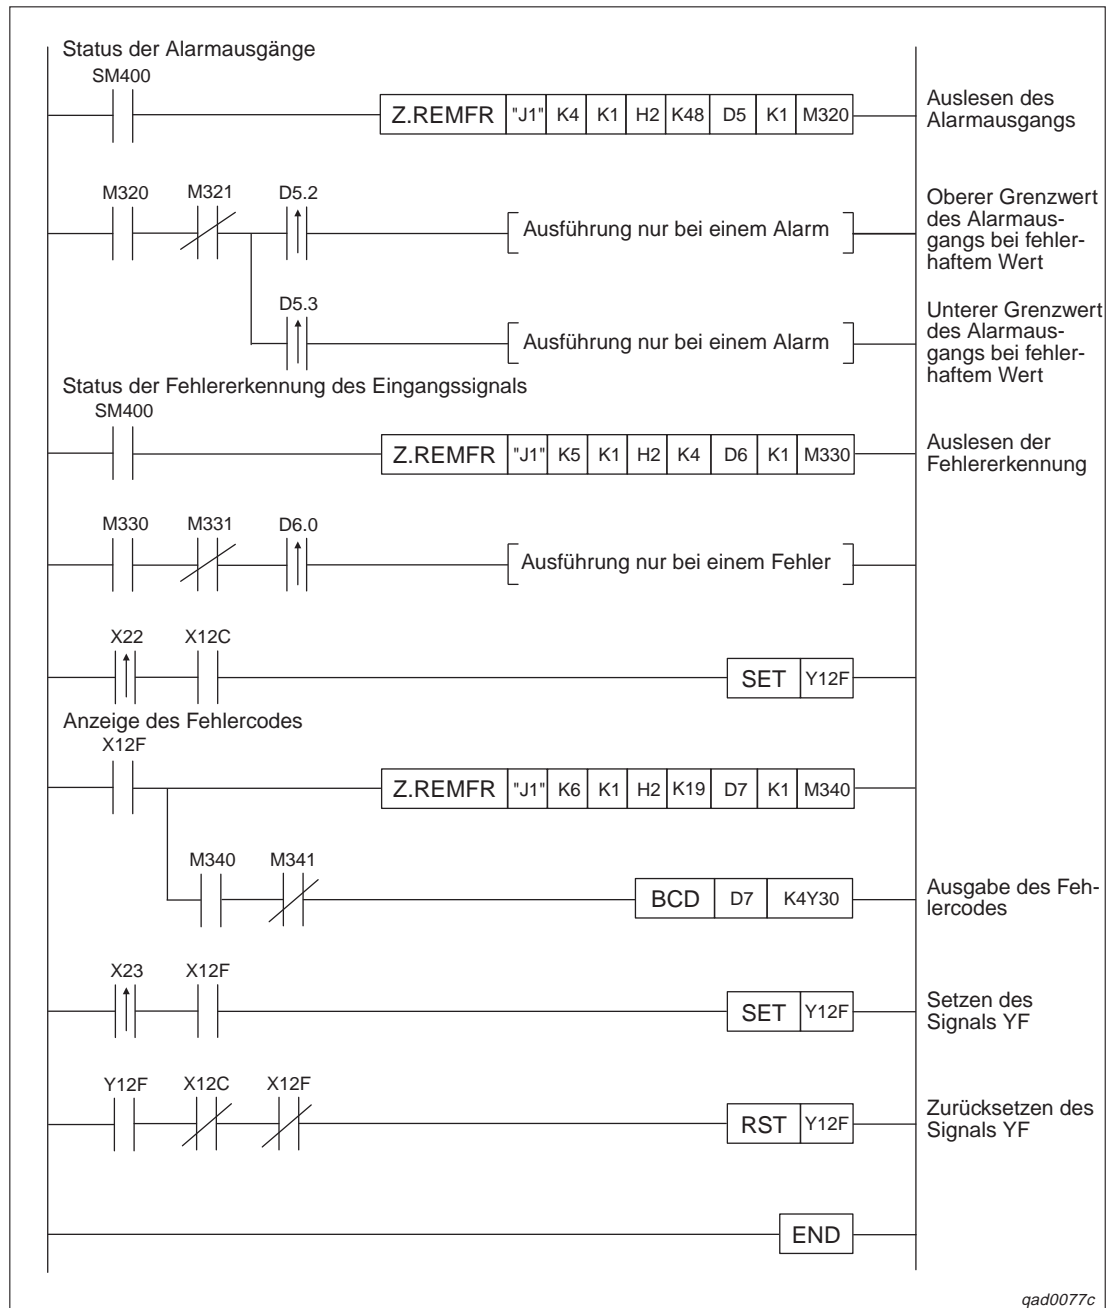 Status der Alarmausgänge
SM400
Z.REMFR "J1" K4 K1 H2 K48 D5 K1 M320
Auslesen des
Alarmausgangs
M320 M321 D5.2
Ausführung nur bei einem Alarm
Oberer Grenzwert
des Alarmaus-
gangs bei fehler-
haftem Wert
D5.3
Ausführung nur bei einem Alarm
Unterer Grenzwert
des Alarmaus-
gangs bei fehler-
haftem Wert
Status der Fehlererkennung des Eingangssignals
SM400
Z.REMFR "J1" K5 K1 H2 K4 D6 K1 M330
Auslesen der
Fehlererkennung
M330 M331 D6.0
Ausführung nur bei einem Fehler
X22 X12C
SET Y12F
Anzeige des Fehlercodes
X12F
Z.REMFR "J1" K6 K1 H2 K19 D7 K1 M340
M340 M341
BCD D7 K4Y30
Ausgabe des Feh-
lercodes
X23 X12F
SET Y12F
Setzen des
Signals YF
Y12F X12C X12F
RST Y12F
Zurücksetzen des
Signals YF
END
qad0077c